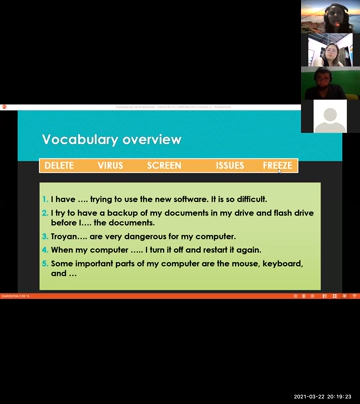 Vocabulary overview
DELETE VIRUS SCREEN ISSUES FREEZE
1. I have .... trying to use the new software. It is so difficult.
2. I try to have a backup of my documents in my drive and flash drive
before I.... the documents.
3. Troyan.... are very dangerous for my computer.
4. When my computer ..... I turn it off and restart it again.
5. Some important parts of my computer are the mouse, keyboard,
and ...
2021-03-22 20:19:23